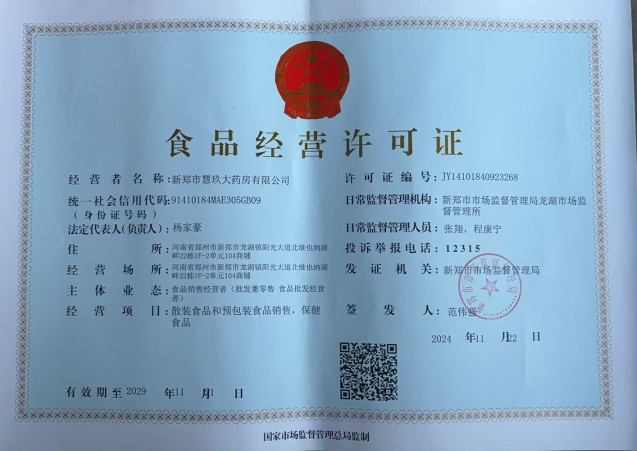 食品经营许可证
经营者名称:新郑市慧玖大药房有限公司
统一社会信用代码:91410184MAE305GB09
(身份证号码)
法定代表人(负责人):杨家豪
住所:河南省郑州市新郑市龙湖镇阳光大道北维也纳湖
畔22栋1F-2单元104商铺
经营场所:河南省郑州市新郑市龙湖镇阳光大道北维也纳湖
畔22栋1F-2单元104商铺
主体业态:食品销售经营者(批发兼零售 食品批发经营
者)
经营项目:散装食品和预包装食品销售,保健
食品
有效期至2029年11月1日
许可证编号:JY14101840923268
日常监督管理机构:新郑市市场监督管理局龙湖市场监
督管理所
日常监督管理人员:张翔,程康宁
投诉举报电话:12315
发证机关:新郑市市场监督管理局
签发人:范伟强
2024年11月22日
国家市场监督管理总局监制